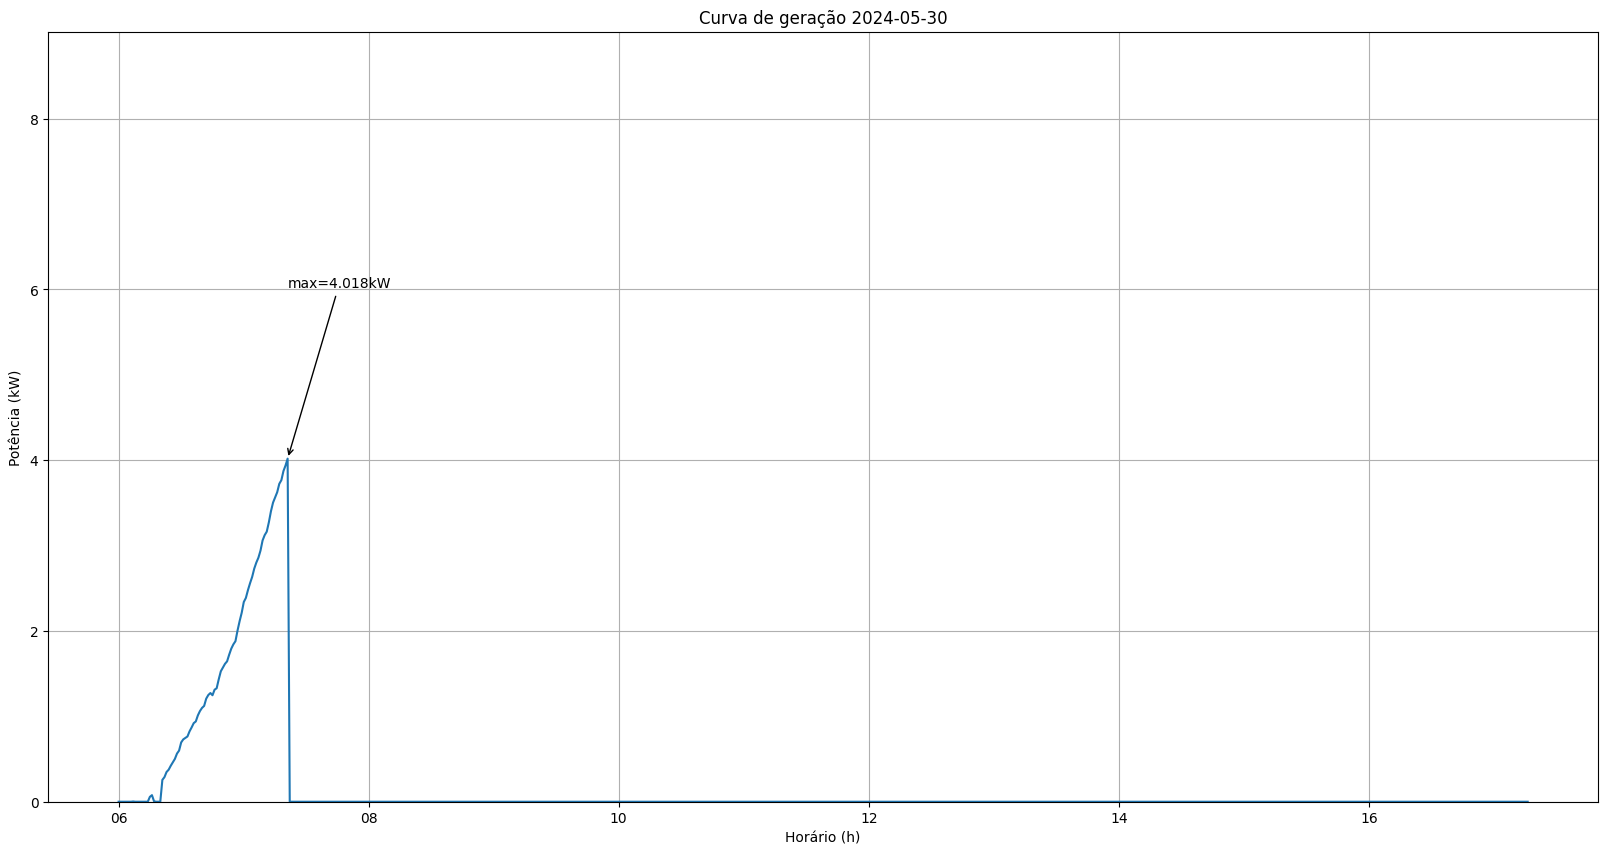 Curva de geração 2024-05-30
8
6
4
2
0
Potência (kW)
max=4.018kW
06 08 10 12 14 16
Horário (h)